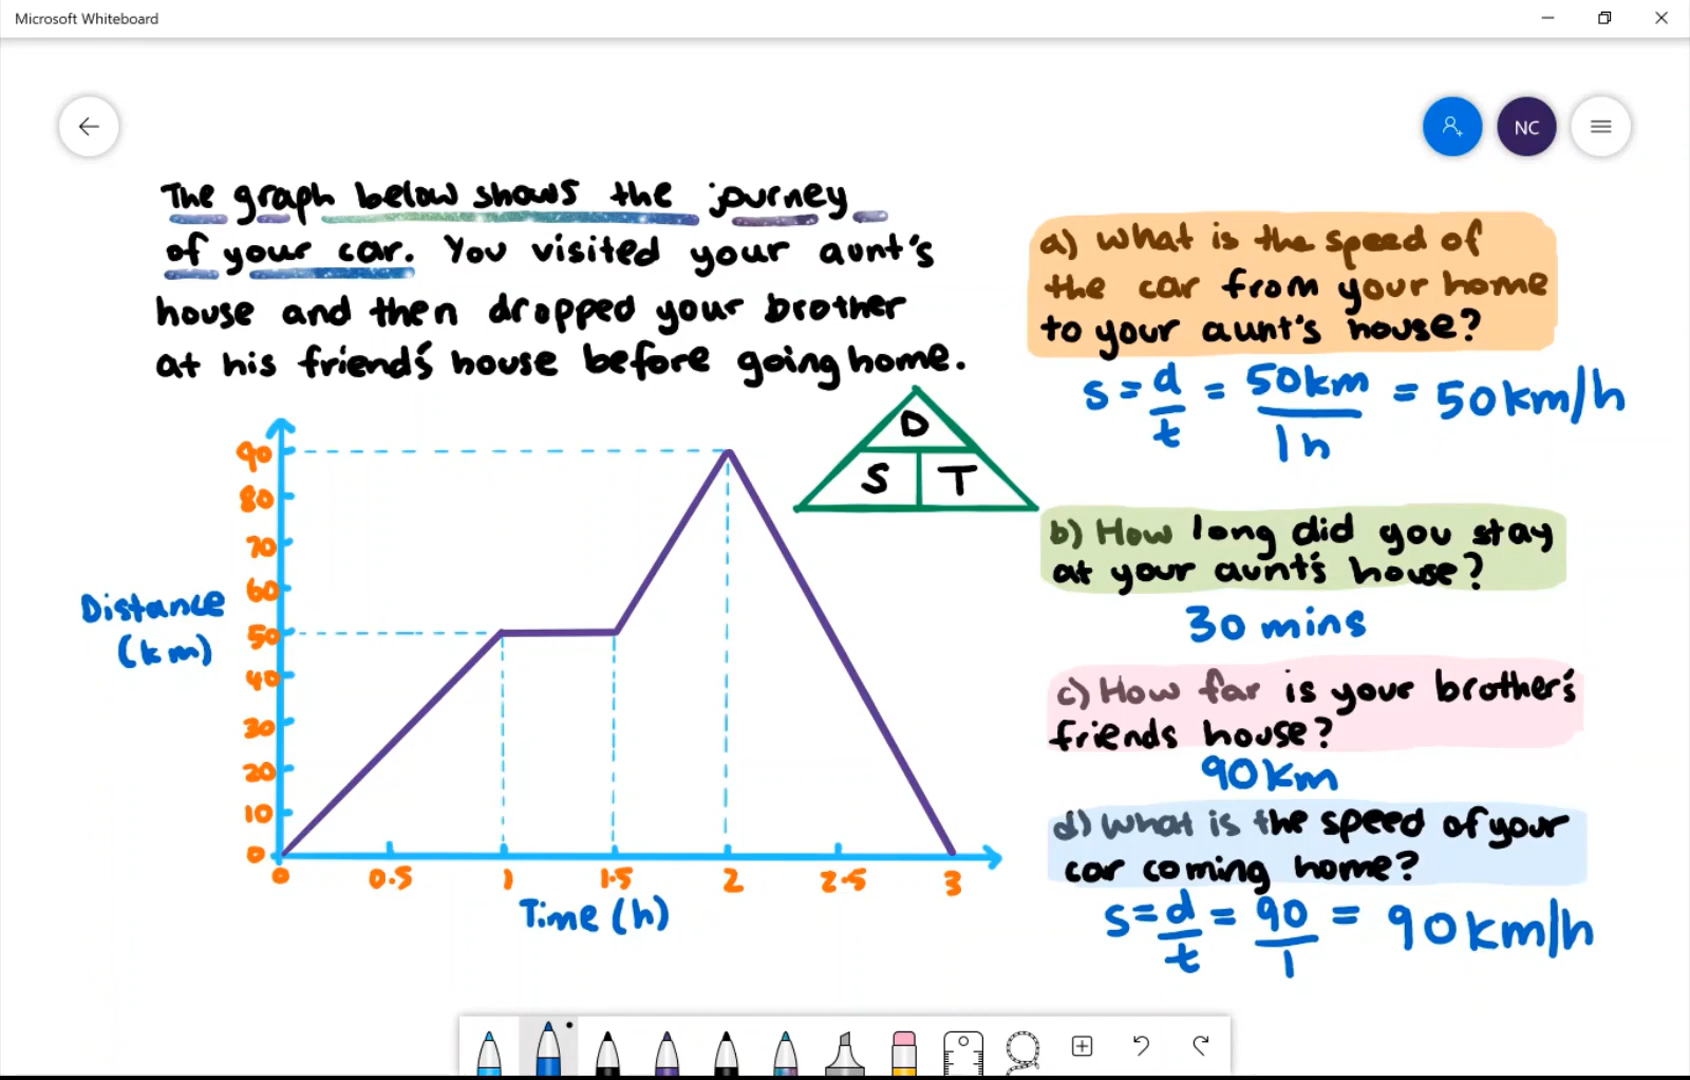 Microsoft Whiteboard
NC
The graph below shows the journey
of your car. You visited your aunt's
house and then dropped your brother
at his friend's house before going home.
a) What is the speed of
the car from your home
to your aunt's house?
s = d/t = 50km/1h = 50km/h
D
S T
b) How long did you stay
at your aunt's house?
30 mins
c) How far is your brother's
friends house?
90km
d) What is the speed of your
car coming home?
s = d/t = 90/1 = 90km/h
Distance
(km)
90
80
70
60
50
40
30
20
10
0
0 0.5 1 1.5 2 2.5 3
Time (h)